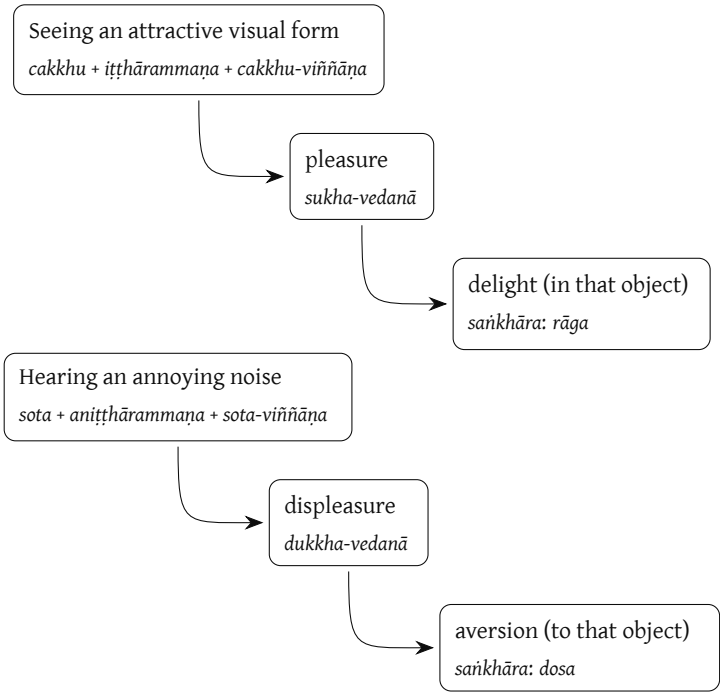 Seeing an attractive visual form
cakkhu + iṭṭhārammaṇa + cakkhu-viññāṇa
pleasure
sukha-vedanā
delight (in that object)
saṅkhāra: rāga
Hearing an annoying noise
sota + aniṭṭhārammaṇa + sota-viññāṇa
displeasure
dukkha-vedanā
aversion (to that object)
saṅkhāra: dosa